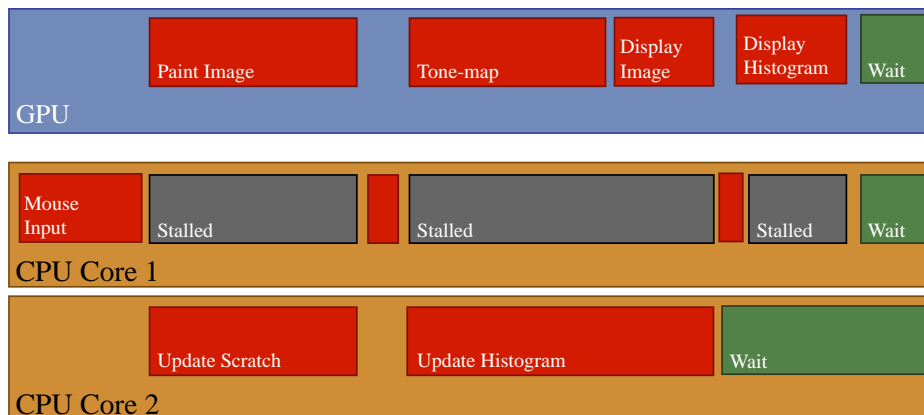 Paint Image
Tone-map
Display
Image
Display
Histogram
Wait
GPU
Mouse
Input
Stalled
Stalled
Stalled
Wait
CPU Core 1
Update Scratch
Update Histogram
Wait
CPU Core 2